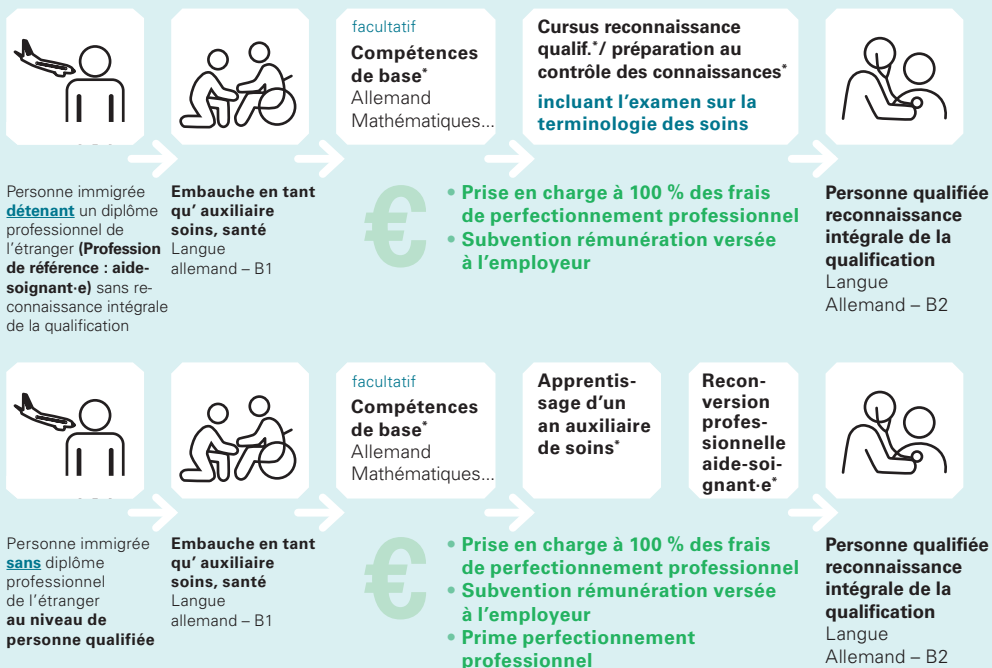 facultatif
Compétences
de base*
Allemand
Mathématiques...
Cursus reconnaissance
qualif.*/ préparation au
contrôle des connaissances*
incluant l'examen sur la
terminologie des soins
Personne immigrée
détenant un diplôme
professionnel de
l'étranger (Profession
de référence : aide-
soignant·e) sans re-
connaissance intégrale
de la qualification
Embauche en tant
qu' auxiliaire
soins, santé
Langue
allemand – B1
€
• Prise en charge à 100 % des frais
de perfectionnement professionnel
• Subvention rémunération versée
à l'employeur
Personne qualifiée
reconnaissance
intégrale de la
qualification
Langue
Allemand – B2
facultatif
Compétences
de base*
Allemand
Mathématiques...
Apprentis-
sage d'un
an auxiliaire
de soins*
Recon-
version
profes-
sionnelle
aide-soi-
gnant·e*
Personne immigrée
sans diplôme
professionnel
de l'étranger
au niveau de
personne qualifiée
Embauche en tant
qu' auxiliaire
soins, santé
Langue
allemand – B1
€
• Prise en charge à 100 % des frais
de perfectionnement professionnel
• Subvention rémunération versée
à l'employeur
• Prime perfectionnement
professionnel
Personne qualifiée
reconnaissance
intégrale de la
qualification
Langue
Allemand – B2